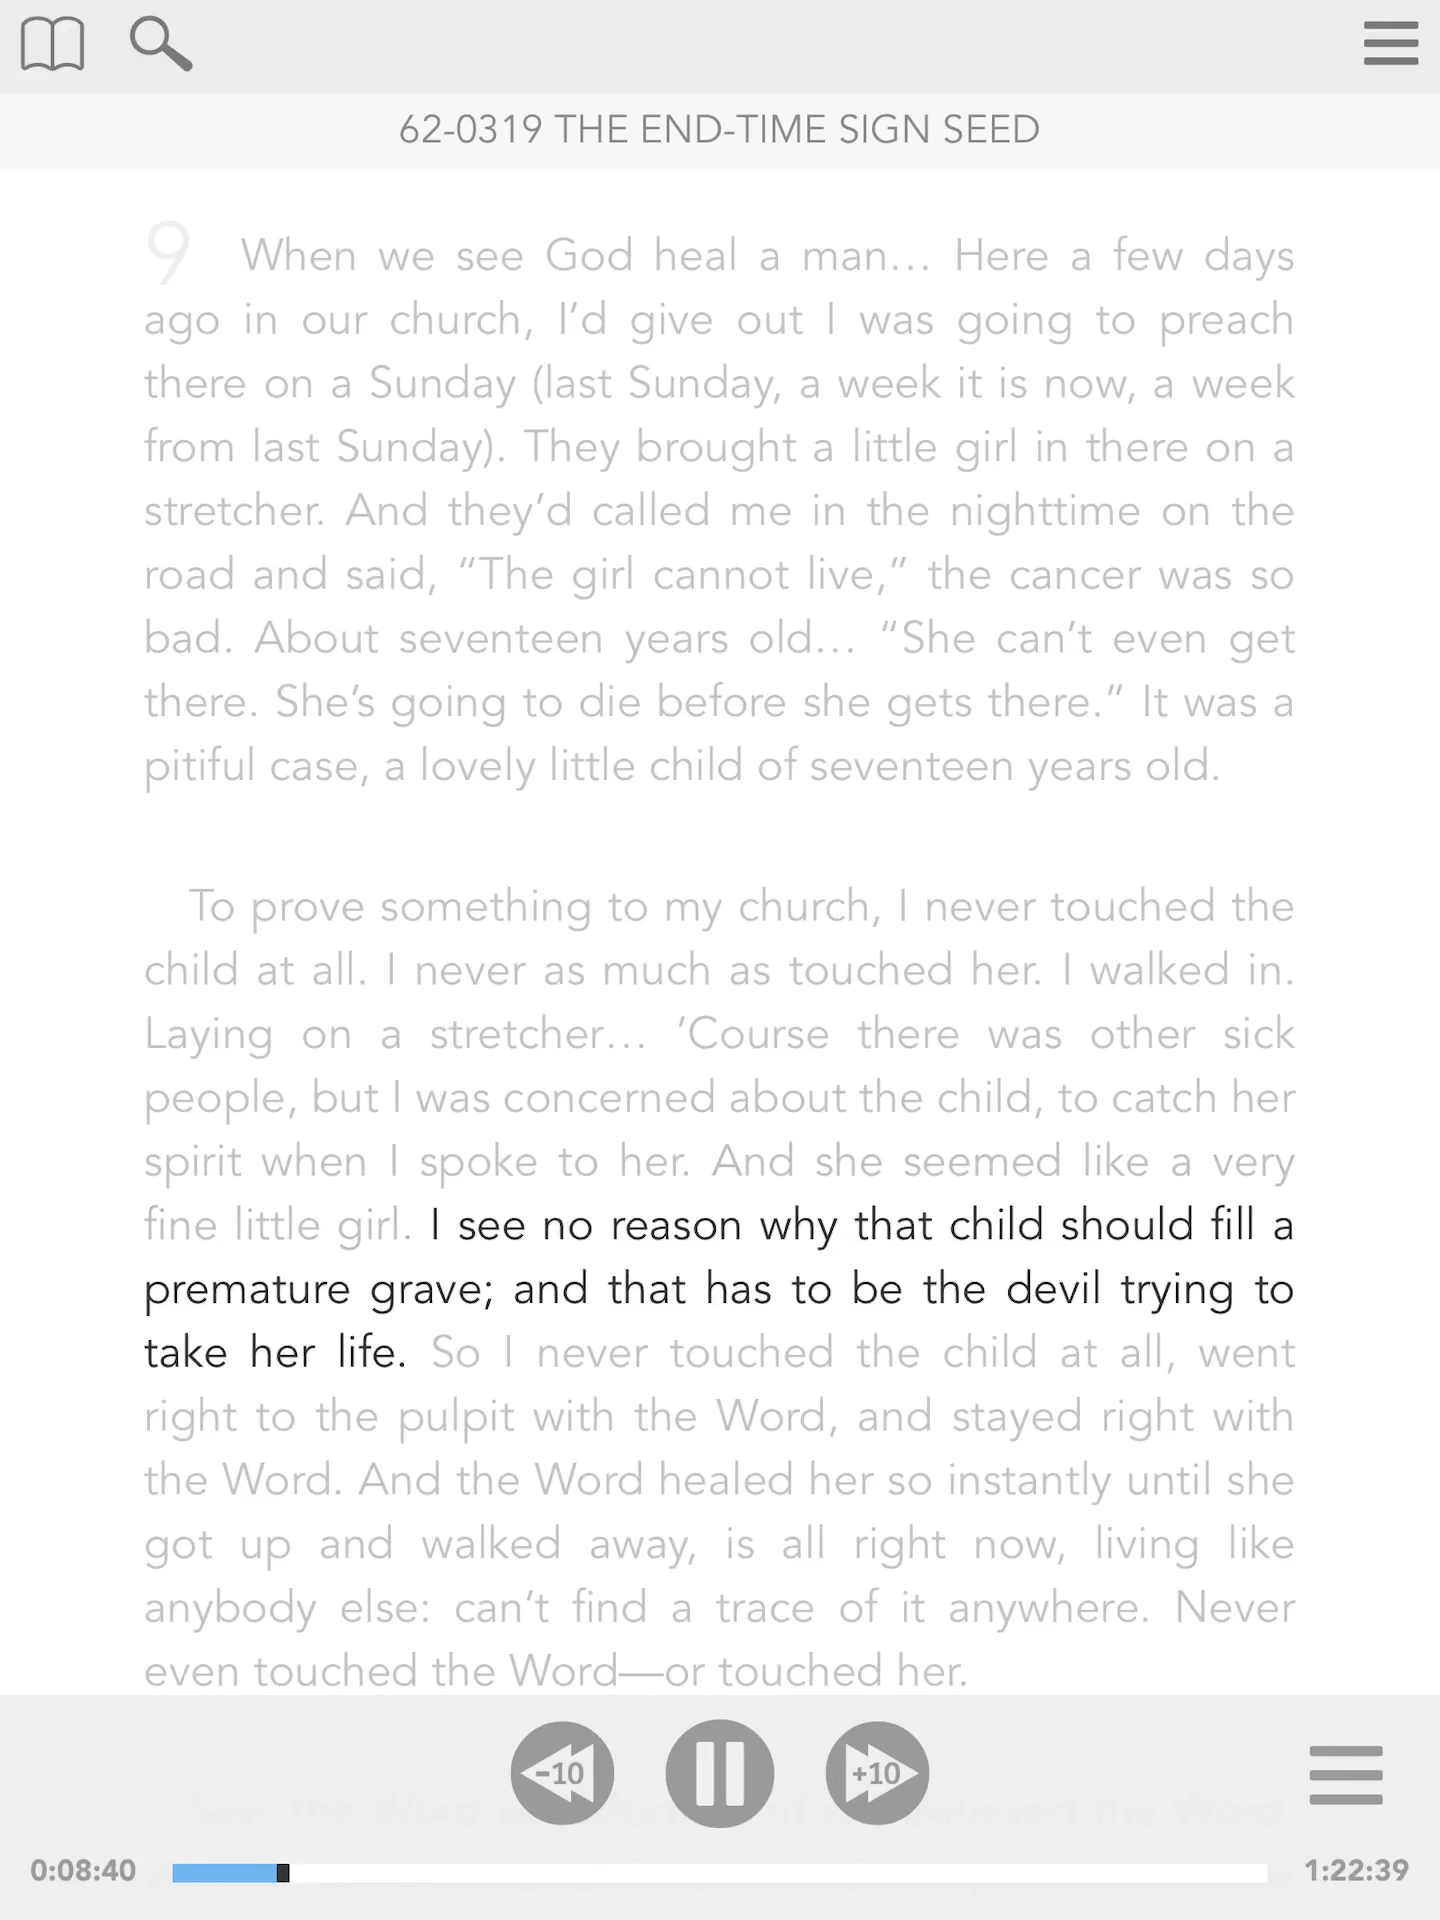 62-0319 THE END-TIME SIGN SEED
9 When we see God heal a man… Here a few days
ago in our church, I’d give out I was going to preach
there on a Sunday (last Sunday, a week it is now, a week
from last Sunday). They brought a little girl in there on a
stretcher. And they’d called me in the nighttime on the
road and said, “The girl cannot live,” the cancer was so
bad. About seventeen years old… “She can’t even get
there. She’s going to die before she gets there.” It was a
pitiful case, a lovely little child of seventeen years old.
To prove something to my church, I never touched the
child at all. I never as much as touched her. I walked in.
Laying on a stretcher… ’Course there was other sick
people, but I was concerned about the child, to catch her
spirit when I spoke to her. And she seemed like a very
fine little girl. I see no reason why that child should fill a
premature grave; and that has to be the devil trying to
take her life. So I never touched the child at all, went
right to the pulpit with the Word, and stayed right with
the Word. And the Word healed her so instantly until she
got up and walked away, is all right now, living like
anybody else: can’t find a trace of it anywhere. Never
even touched the Word—or touched her.
-10 +10
See, the Word the Word
0:08:40 1:22:39